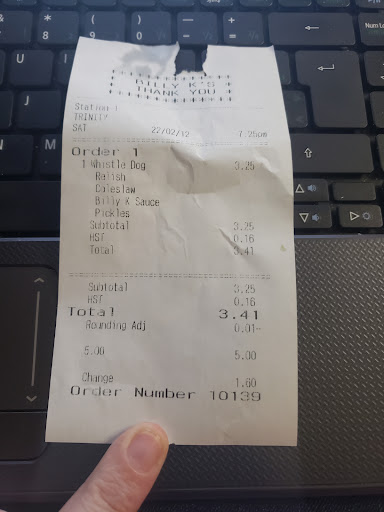 BILLY K'S
THANK YOU
Station 1
TRINITY
SAT 22/02/12 7:25pm
Order 1
1 Whistle Dog 3.25
Relish
Coleslaw
Billy K Sauce
Pickles
Subtotal 3.25
HST 0.16
Total 3.41
Subtotal 3.25
HST 0.16
Total 3.41
Rounding Adj 0.01-
5.00 5.00
Change 1.60
Order Number 10139